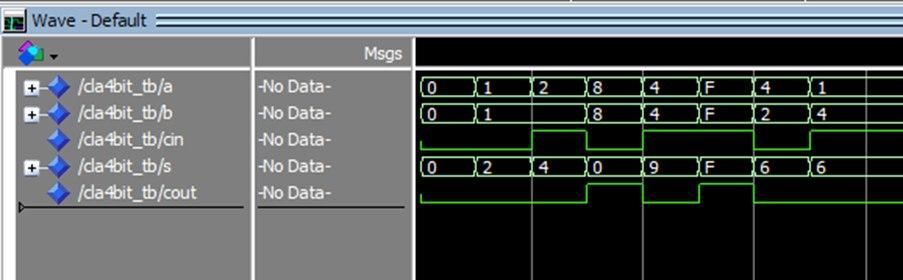 Wave - Default
Msgs
/cla4bit_tb/a -No Data- 0 1 2 8 4 F 4 1
/cla4bit_tb/b -No Data- 0 1 8 4 F 2 4
/cla4bit_tb/cin -No Data-
/cla4bit_tb/s -No Data- 0 2 4 0 9 F 6 6
/cla4bit_tb/cout -No Data-